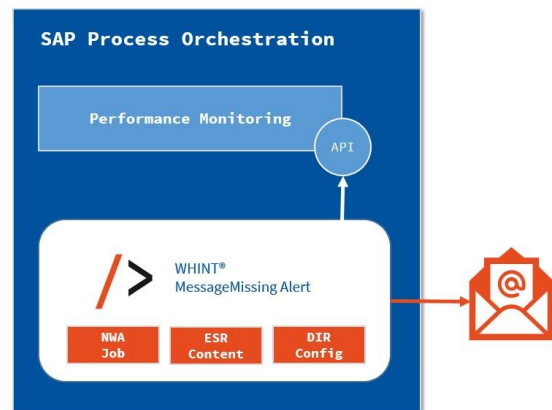 SAP Process Orchestration
Performance Monitoring
API
/>
WHINT®
MessageMissing Alert
NWA
Job
ESR
Content
DIR
Config
@